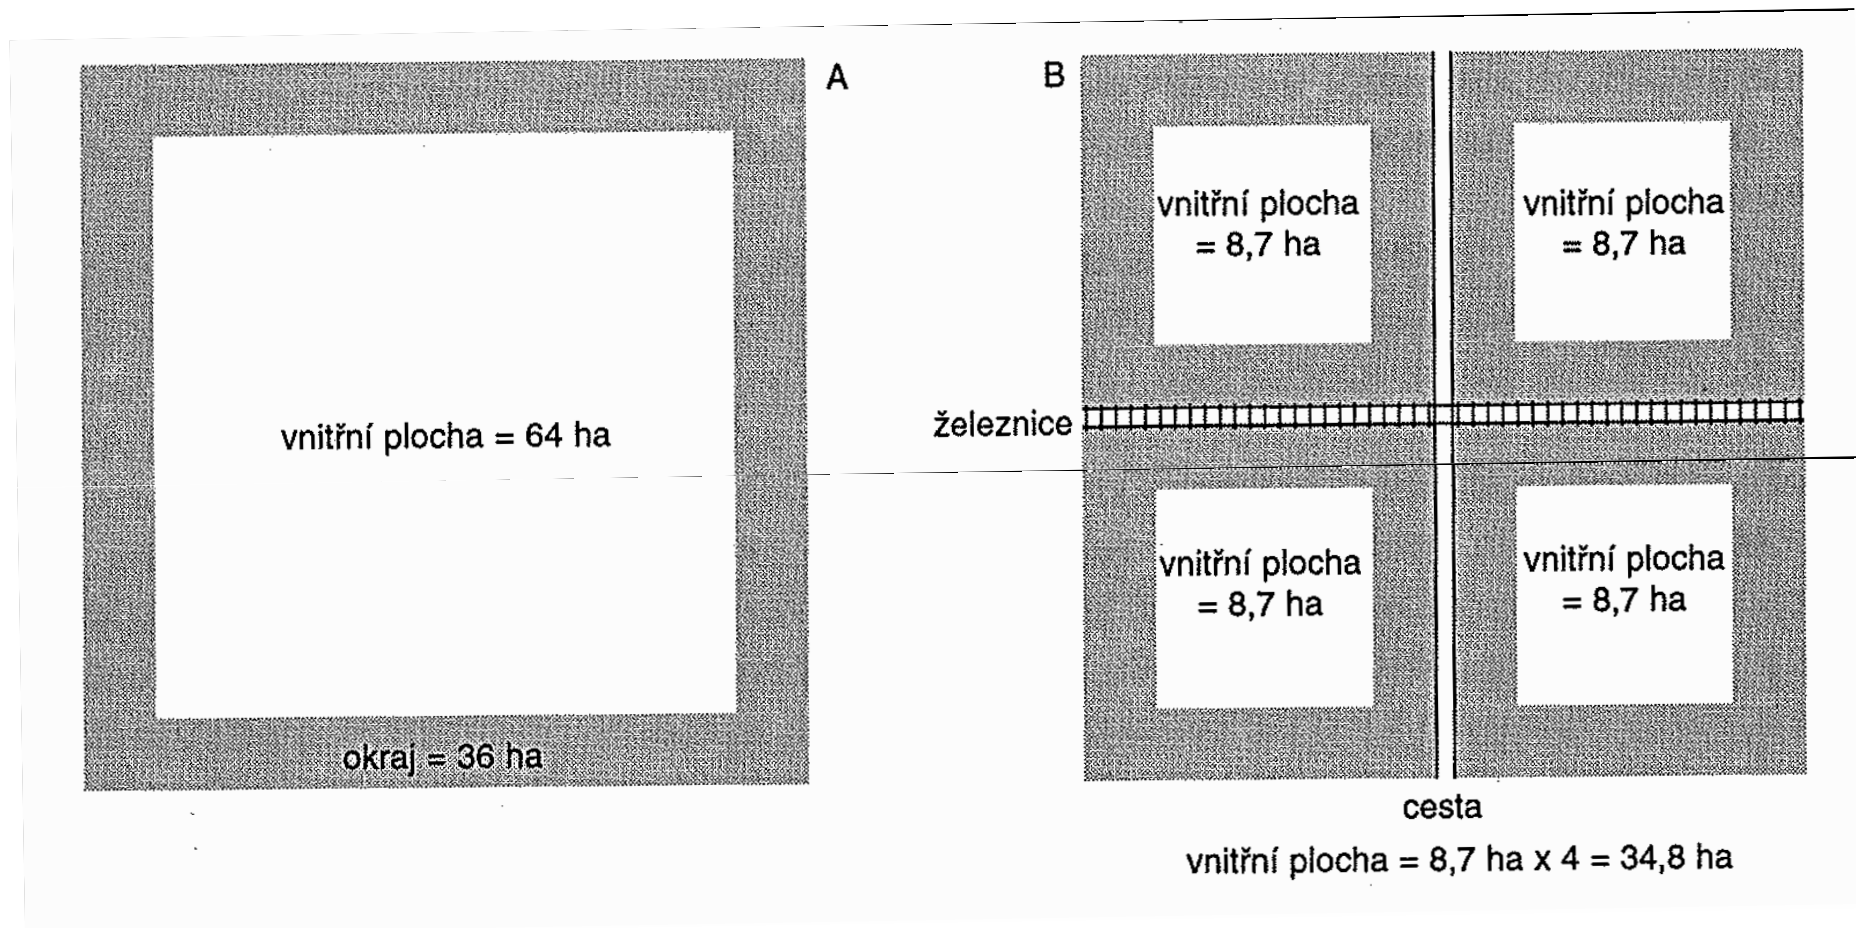 A
B
vnitřní plocha = 64 ha
okraj = 36 ha
vnitřní plocha
= 8,7 ha
vnitřní plocha
= 8,7 ha
železnice
vnitřní plocha
= 8,7 ha
vnitřní plocha
= 8,7 ha
cesta
vnitřní plocha = 8,7 ha x 4 = 34,8 ha